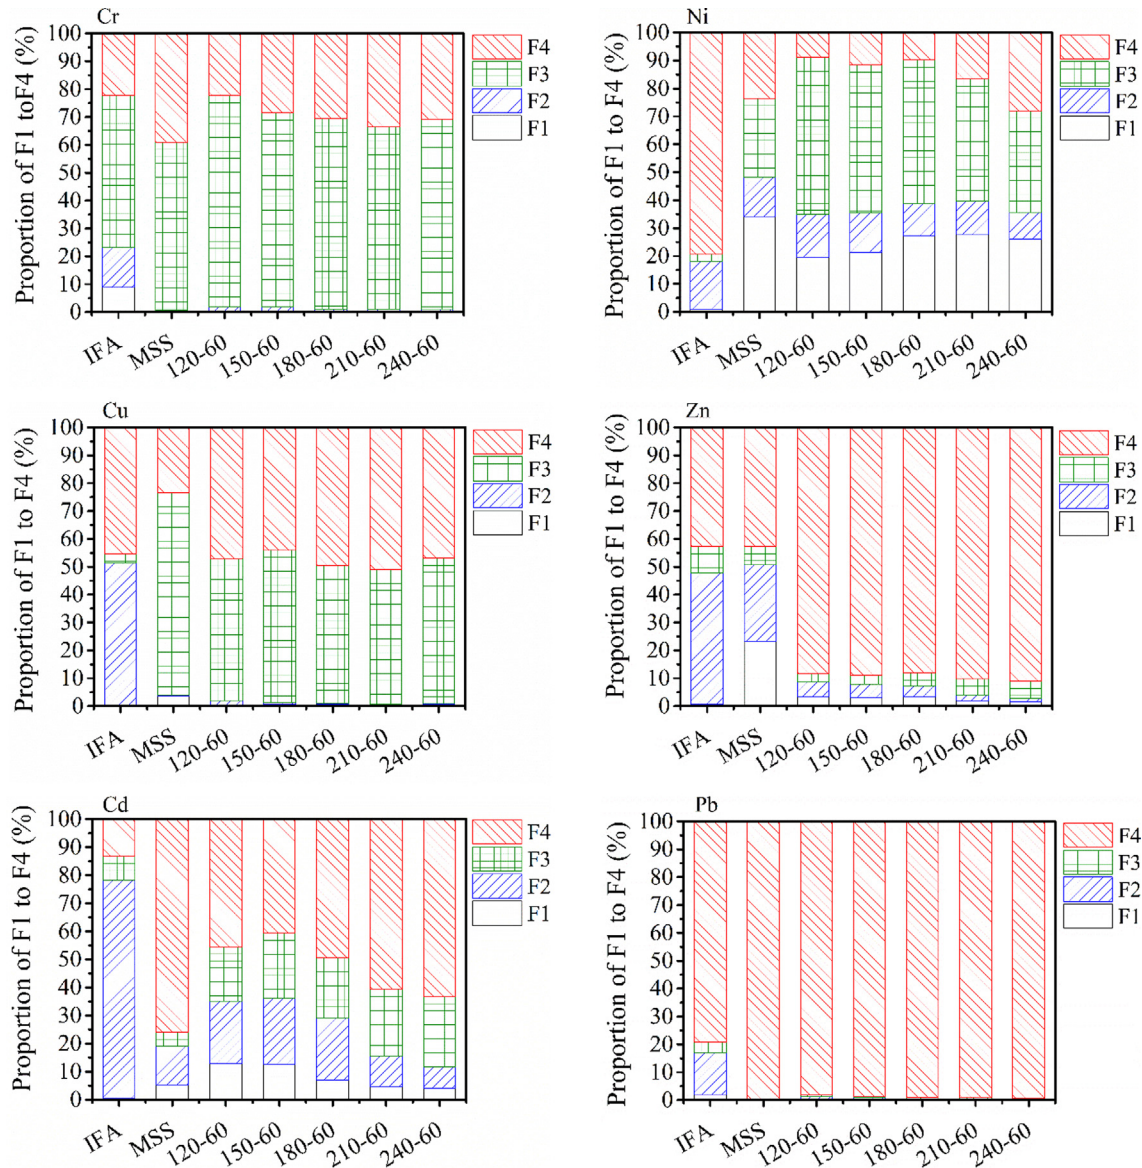 Cr
Proportion of F1 toF4 (%)
100
90
80
70
60
50
40
30
20
10
0
IFA
MSS
120-60
150-60
180-60
210-60
240-60
F4
F3
F2
F1
Ni
Proportion of F1 to F4 (%)
100
90
80
70
60
50
40
30
20
10
0
IFA
MSS
120-60
150-60
180-60
210-60
240-60
F4
F3
F2
F1
Cu
Proportion of F1 to F4 (%)
100
90
80
70
60
50
40
30
20
10
0
IFA
MSS
120-60
150-60
180-60
210-60
240-60
F4
F3
F2
F1
Zn
Proportion of F1 to F4 (%)
100
90
80
70
60
50
40
30
20
10
0
IFA
MSS
120-60
150-60
180-60
210-60
240-60
F4
F3
F2
F1
Cd
Proportion of F1 to F4 (%)
100
90
80
70
60
50
40
30
20
10
0
IFA
MSS
120-60
150-60
180-60
210-60
240-60
F4
F3
F2
F1
Pb
Proportion of F1 to F4 (%)
100
90
80
70
60
50
40
30
20
10
0
IFA
MSS
120-60
150-60
180-60
210-60
240-60
F4
F3
F2
F1